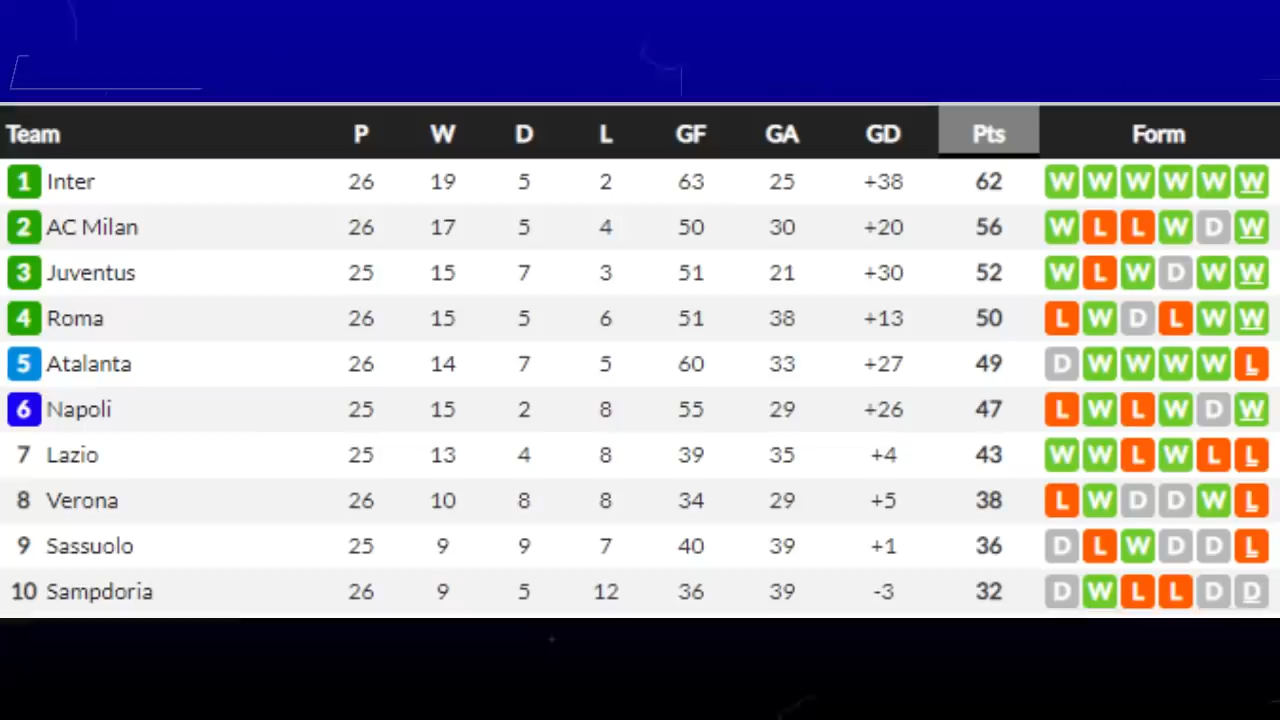 Team P W D L GF GA GD Pts Form
1 Inter 26 19 5 2 63 25 +38 62 W W W W W W
2 AC Milan 26 17 5 4 50 30 +20 56 W L L W D W
3 Juventus 25 15 7 3 51 21 +30 52 W L W D W W
4 Roma 26 15 5 6 51 38 +13 50 L W D L W W
5 Atalanta 26 14 7 5 60 33 +27 49 D W W W W L
6 Napoli 25 15 2 8 55 29 +26 47 L W L W D W
7 Lazio 25 13 4 8 39 35 +4 43 W W L W L L
8 Verona 26 10 8 8 34 29 +5 38 L W D D W L
9 Sassuolo 25 9 9 7 40 39 +1 36 D L W D D L
10 Sampdoria 26 9 5 12 36 39 -3 32 D W L L D D